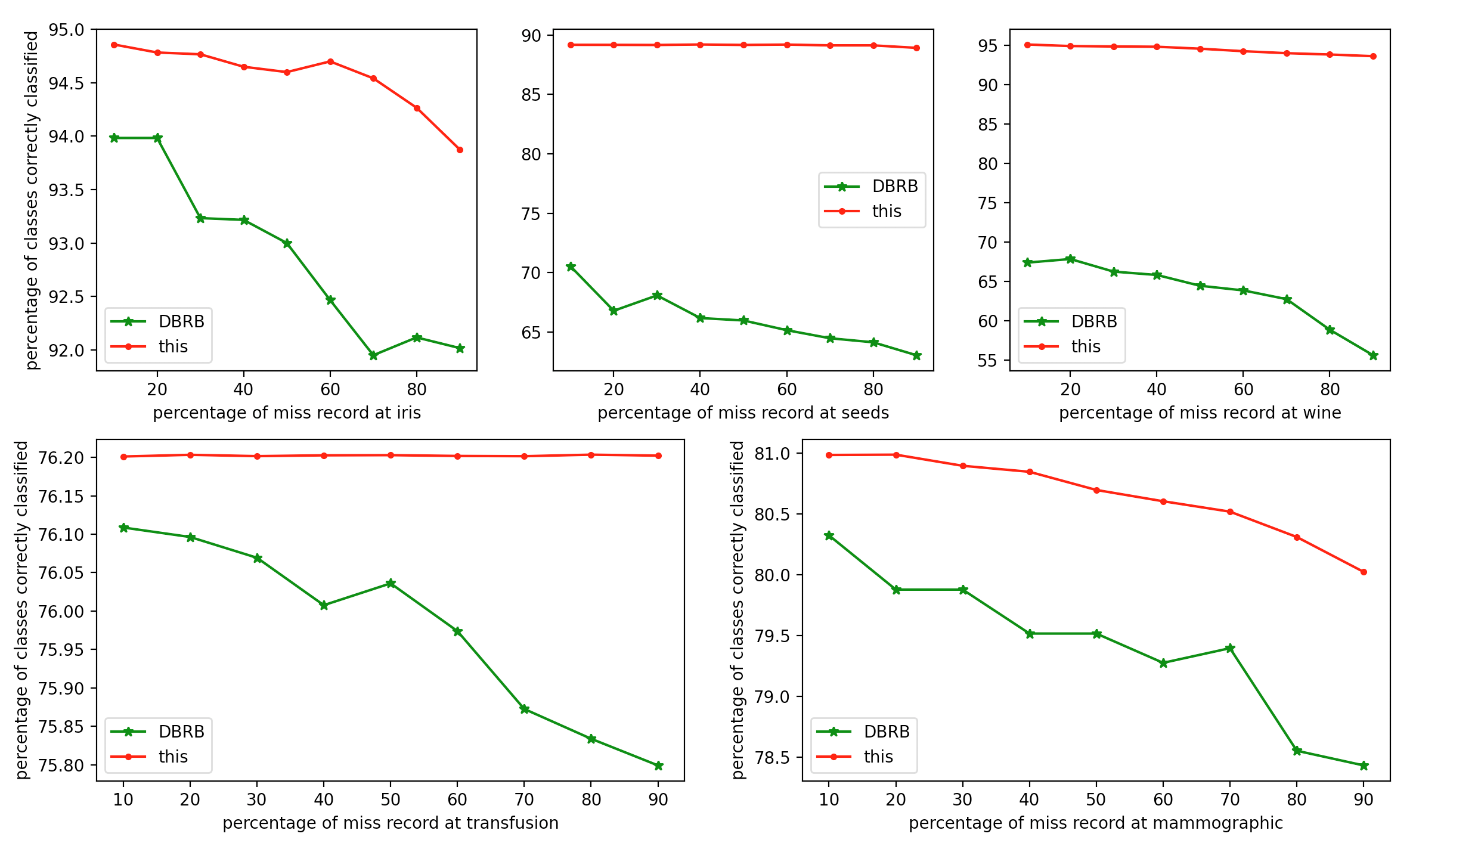 percentage of classes correctly classified
95.0
94.5
94.0
93.5
93.0
92.5
92.0
DBRB
this
20 40 60 80
percentage of miss record at iris
90
85
80
75
70
65
DBRB
this
20 40 60 80
percentage of miss record at seeds
95
90
85
80
75
70
65
60
55
DBRB
this
20 40 60 80
percentage of miss record at wine
percentage of classes correctly classified
76.20
76.15
76.10
76.05
76.00
75.95
75.90
75.85
75.80
DBRB
this
10 20 30 40 50 60 70 80 90
percentage of miss record at transfusion
percentage of classes correctly classified
81.0
80.5
80.0
79.5
79.0
78.5
DBRB
this
10 20 30 40 50 60 70 80 90
percentage of miss record at mammographic